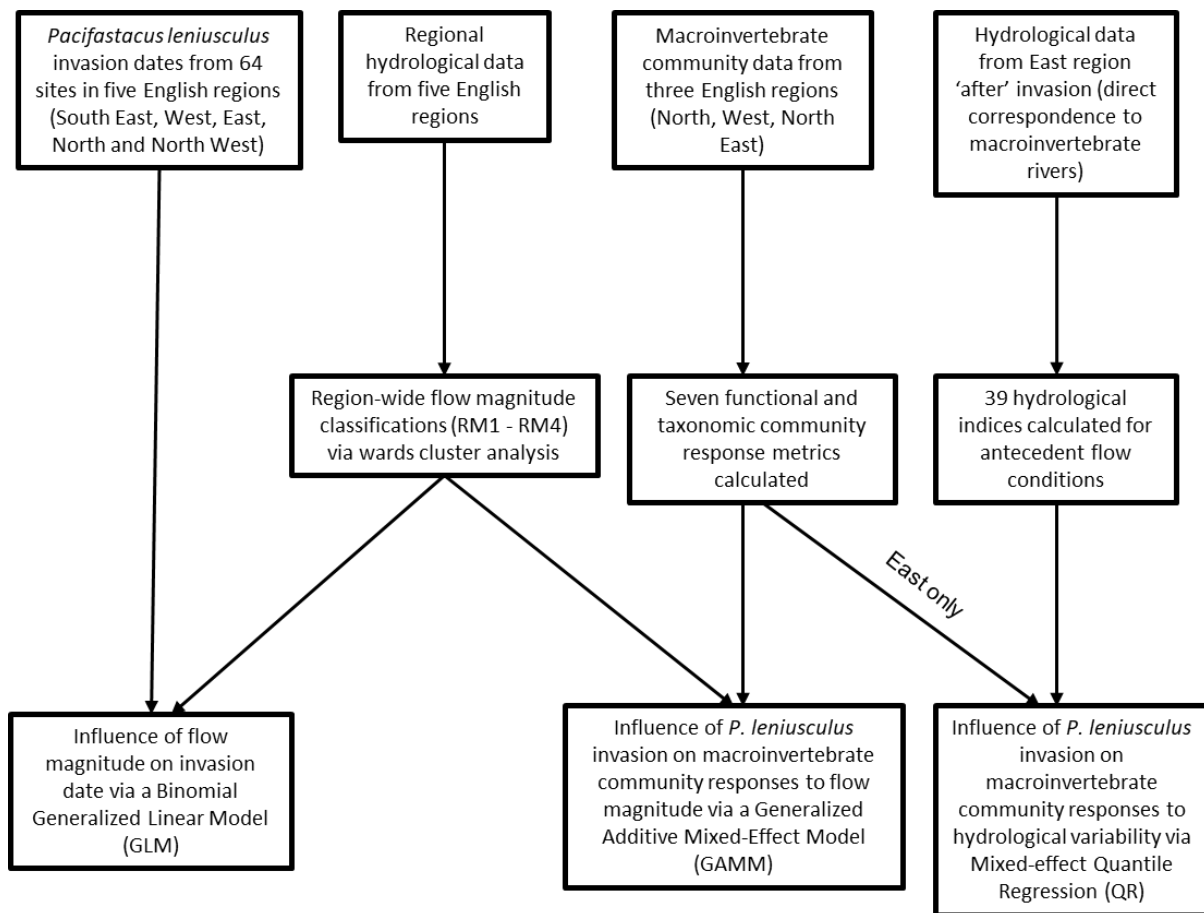 Pacifastacus leniusculus
invasion dates from 64
sites in five English regions
(South East, West, East,
North and North West)
Regional
hydrological data
from five English
regions
Macroinvertebrate
community data from
three English regions
(North, West, North
East)
Hydrological data
from East region
‘after’ invasion (direct
correspondence to
macroinvertebrate
rivers)
Region-wide flow magnitude
classifications (RM1 - RM4)
via wards cluster analysis
Seven functional and
taxonomic community
response metrics
calculated
39 hydrological
indices calculated for
antecedent flow
conditions
East only
Influence of flow
magnitude on invasion
date via a Binomial
Generalized Linear Model
(GLM)
Influence of P. leniusculus
invasion on macroinvertebrate
community responses to flow
magnitude via a Generalized
Additive Mixed-Effect Model
(GAMM)
Influence of P. leniusculus
invasion on
macroinvertebrate
community responses to
hydrological variability via
Mixed-effect Quantile
Regression (QR)